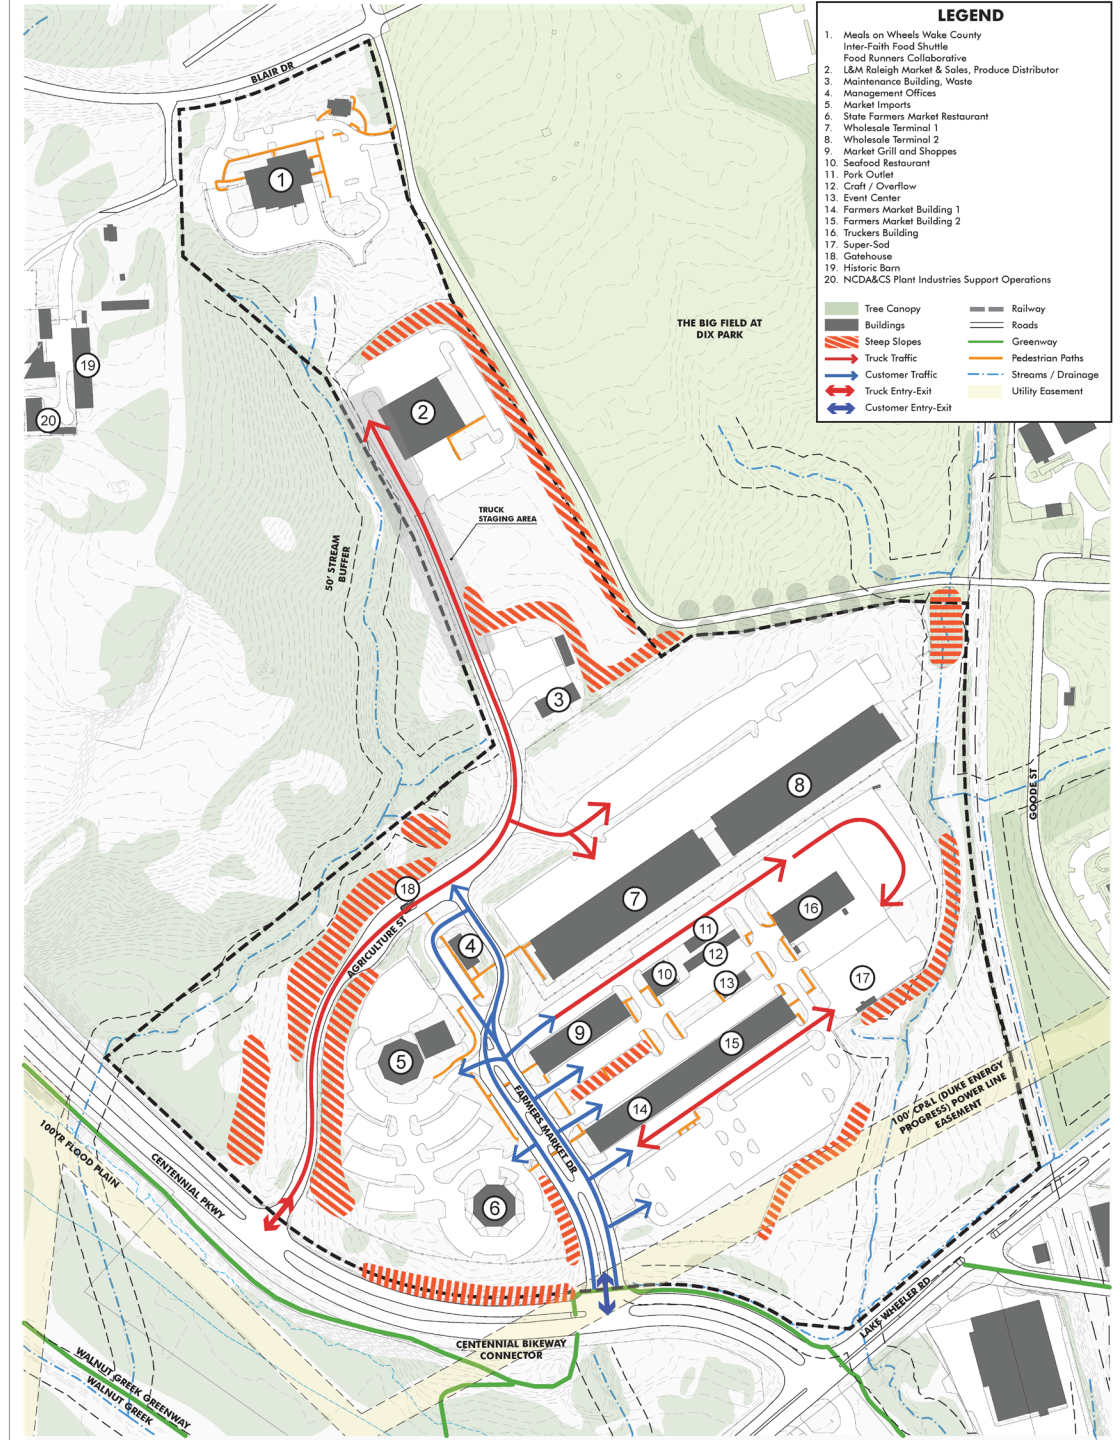 LEGEND
1. Meals on Wheels Wake County
Inter-Faith Food Shuttle
Food Runners Collaborative
2. L&M Raleigh Market & Sales, Produce Distributor
3. Maintenance Building, Waste
4. Management Offices
5. Market Imports
6. State Farmers Market Restaurant
7. Wholesale Terminal 1
8. Wholesale Terminal 2
9. Market Grill and Shoppes
10. Seafood Restaurant
11. Pork Outlet
12. Craft / Overflow
13. Event Center
14. Farmers Market Building 1
15. Farmers Market Building 2
16. Truckers Building
17. Super-Sod
18. Gatehouse
19. Historic Barn
20. NCDA&CS Plant Industries Support Operations
Tree Canopy
Buildings
Steep Slopes
Truck Traffic
Customer Traffic
Truck Entry-Exit
Customer Entry-Exit
Railway
Roads
Greenway
Pedestrian Paths
Streams / Drainage
Utility Easement
BLAIR DR
1
THE BIG FIELD AT
DIX PARK
19
20
2
TRUCK
STAGING AREA
50' STREAM
BUFFER
3
8
GOODE ST
7
18
16
11
4
AGRICULTURE ST
12
10
17
13
9
15
5
14
FARMERS MARKET DR
100' CP&L (DUKE ENERGY
PROGRESS) POWER LINE
EASEMENT
100YR FLOOD PLAIN
CENTENNIAL PKWY
6
LAKE WHEELER RD
CENTENNIAL BIKEWAY
CONNECTOR
WALNUT GREEK GREENWAY
WALNUT GREEK